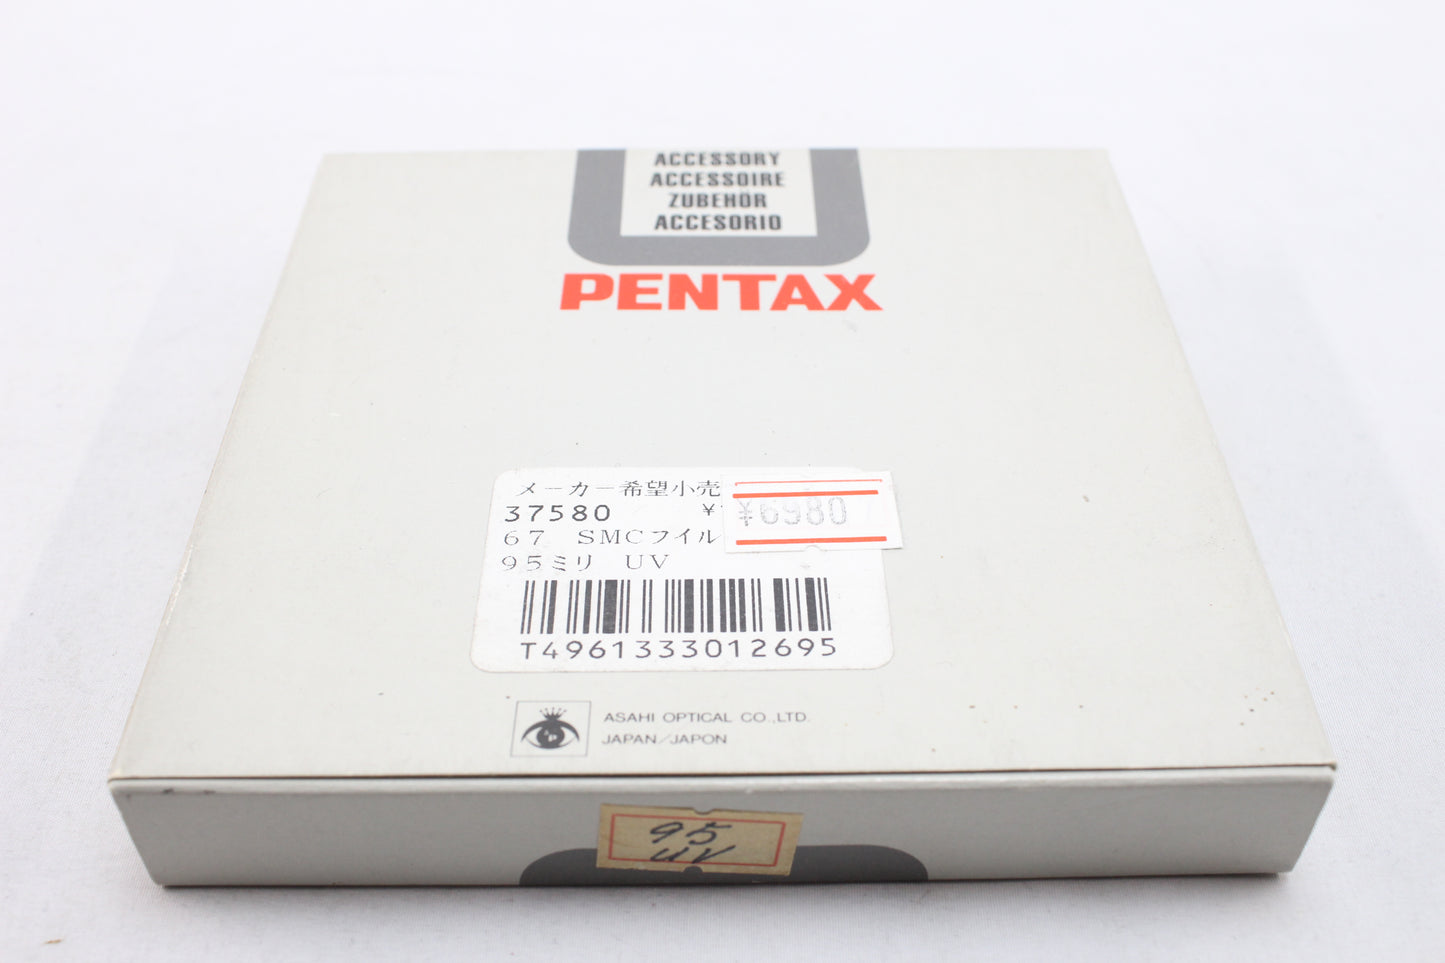 ACCESSORY
ACCESSOIRE
ZUBEHÖR
ACCESORIO
PENTAX
メーカー希望小売
37580 ¥
¥6980
67 SMCフイル
95ミリ UV
T4961333012695
ASAHI OPTICAL CO.,LTD.
JAPAN/JAPON
95
UV